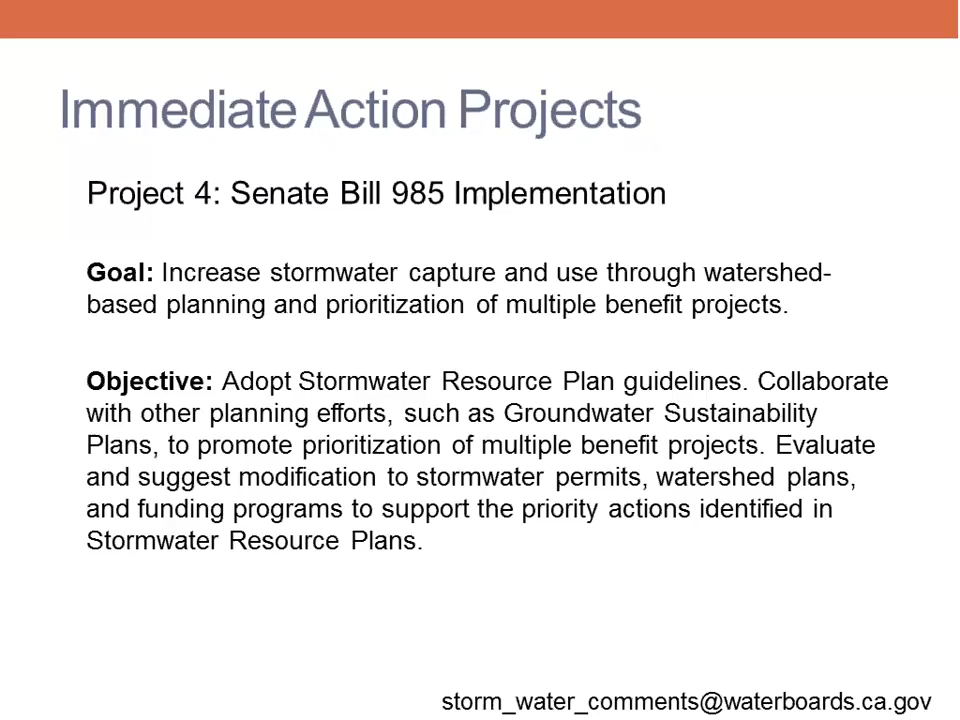 Immediate Action Projects
Project 4: Senate Bill 985 Implementation
Goal: Increase stormwater capture and use through watershed-
based planning and prioritization of multiple benefit projects.
Objective: Adopt Stormwater Resource Plan guidelines. Collaborate
with other planning efforts, such as Groundwater Sustainability
Plans, to promote prioritization of multiple benefit projects. Evaluate
and suggest modification to stormwater permits, watershed plans,
and funding programs to support the priority actions identified in
Stormwater Resource Plans.
storm_water_comments@waterboards.ca.gov